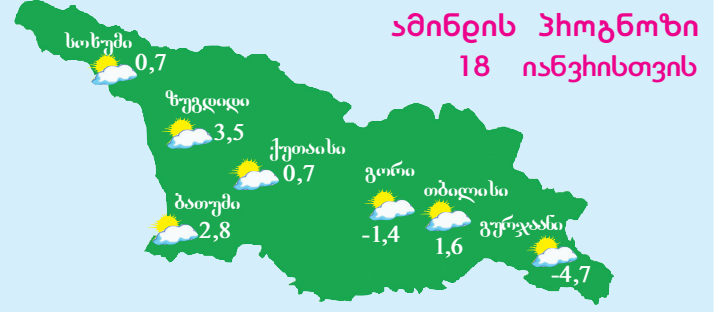 ამინდის პროგნოზი
18 იანვრისთვის
სოხუმი
0,7
ზუგდიდი
3,5
ქუთაისი
0,7
გორი
-1,4
თბილისი
1,6
ბათუმი
2,8
გურჯაანი
-4,7